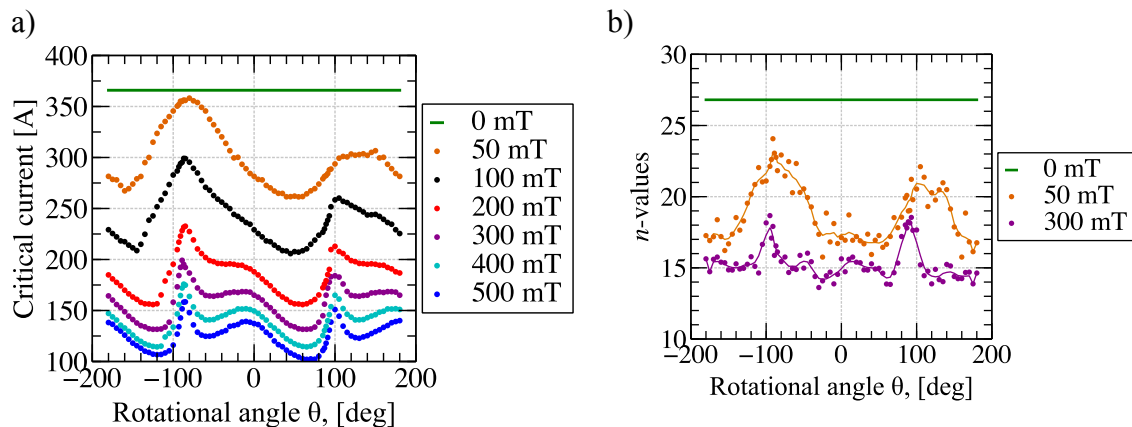 a)
400
350
300
250
200
150
100
−200
−100
0
100
200
Critical current [A]
Rotational angle θ, [deg]
0 mT
50 mT
100 mT
200 mT
300 mT
400 mT
500 mT
b)
30
25
20
15
10
−200
−100
0
100
200
n-values
Rotational angle θ, [deg]
0 mT
50 mT
300 mT